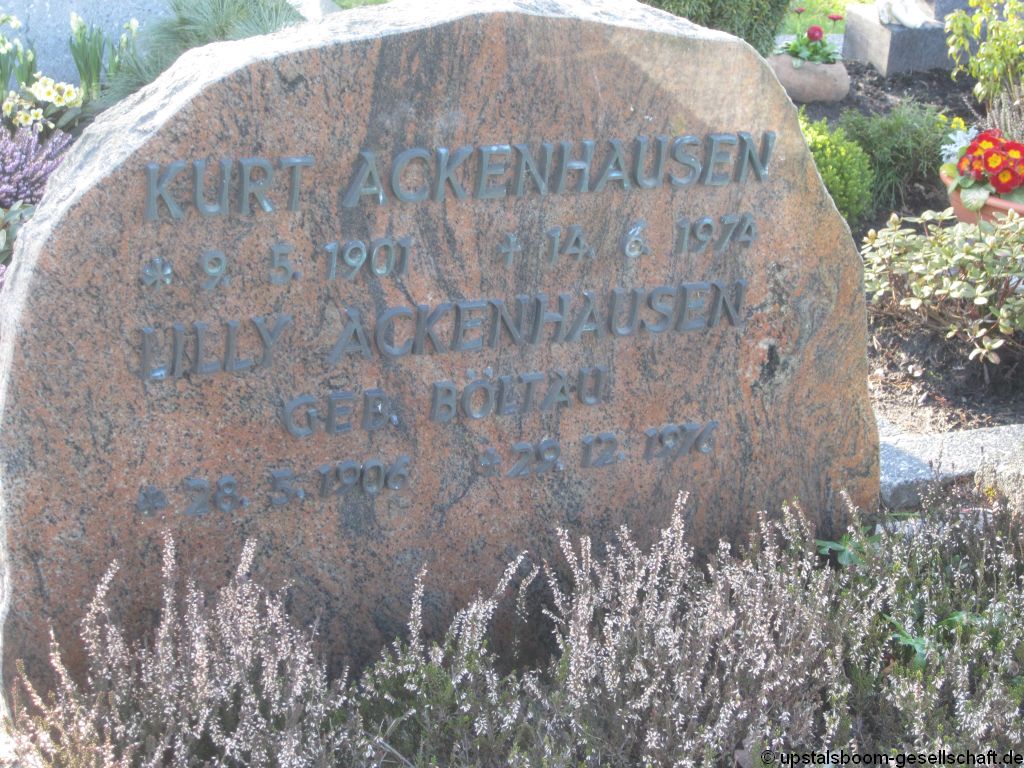 KURT ACKENHAUSEN
* 9. 5. 1901 † 14. 6. 1974
LILLY ACKENHAUSEN
GEB. BÖLTAU
* 28. 5. 1906 † 29. 12. 1976
© upstalsboom-gesellschaft.de